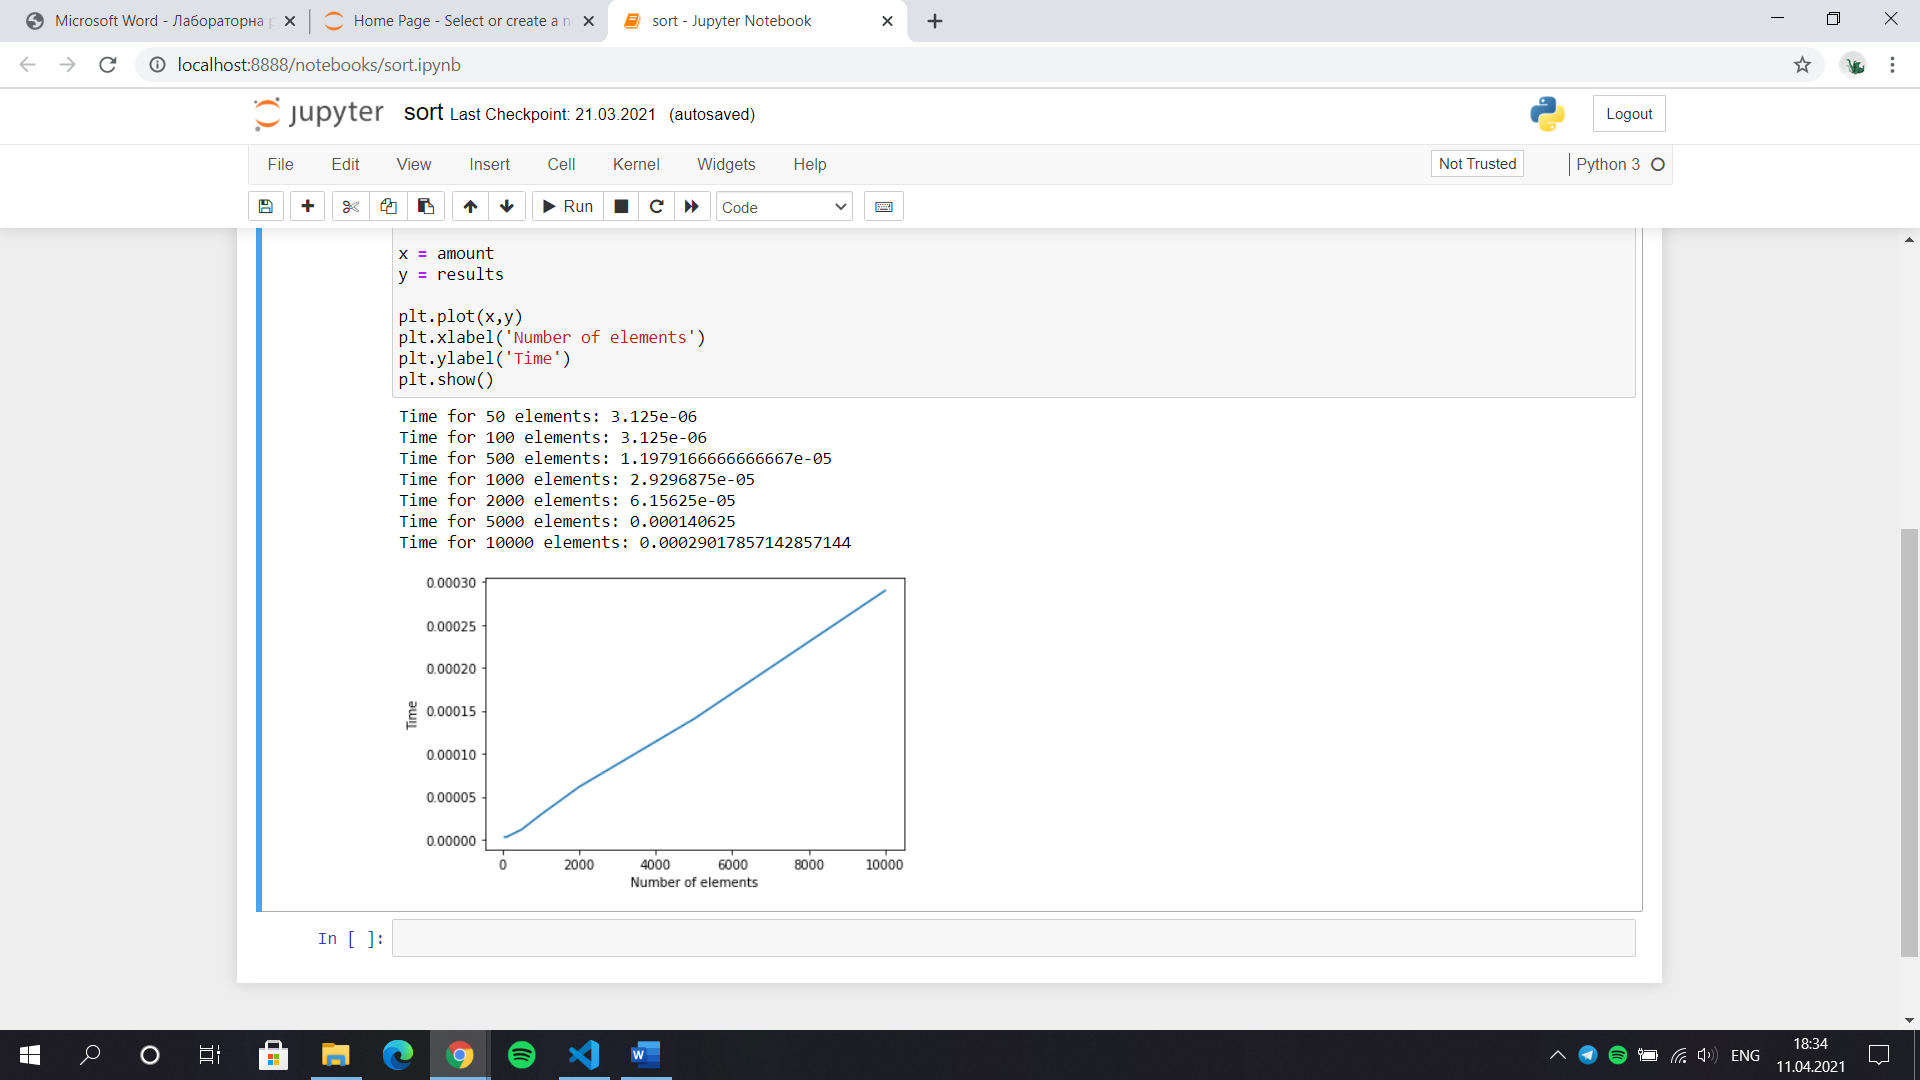 Microsoft Word - Лабораторна
Home Page - Select or create a n
sort - Jupyter Notebook
localhost:8888/notebooks/sort.ipynb
jupyter sort Last Checkpoint: 21.03.2021 (autosaved)
Logout
File Edit View Insert Cell Kernel Widgets Help
Not Trusted
Python 3
Run
Code
x = amount
y = results
plt.plot(x,y)
plt.xlabel('Number of elements')
plt.ylabel('Time')
plt.show()
Time for 50 elements: 3.125e-06
Time for 100 elements: 3.125e-06
Time for 500 elements: 1.1979166666666667e-05
Time for 1000 elements: 2.9296875e-05
Time for 2000 elements: 6.15625e-05
Time for 5000 elements: 0.000140625
Time for 10000 elements: 0.00029017857142857144
0.00030
0.00025
0.00020
0.00015
0.00010
0.00005
0.00000
Time
0 2000 4000 6000 8000 10000
Number of elements
In [ ]:
W
ENG
18:34
11.04.2021